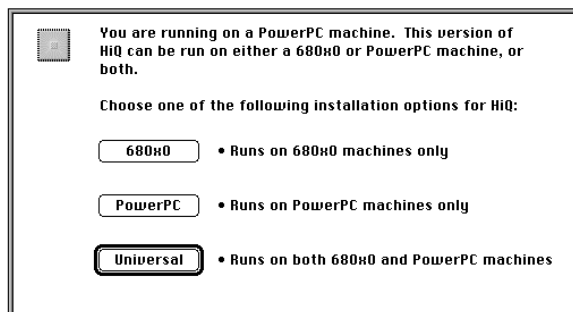 You are running on a PowerPC machine. This version of
HiQ can be run on either a 680x0 or PowerPC machine, or
both.
Choose one of the following installation options for HiQ:
680x0 • Runs on 680x0 machines only
PowerPC • Runs on PowerPC machines only
Universal • Runs on both 680x0 and PowerPC machines